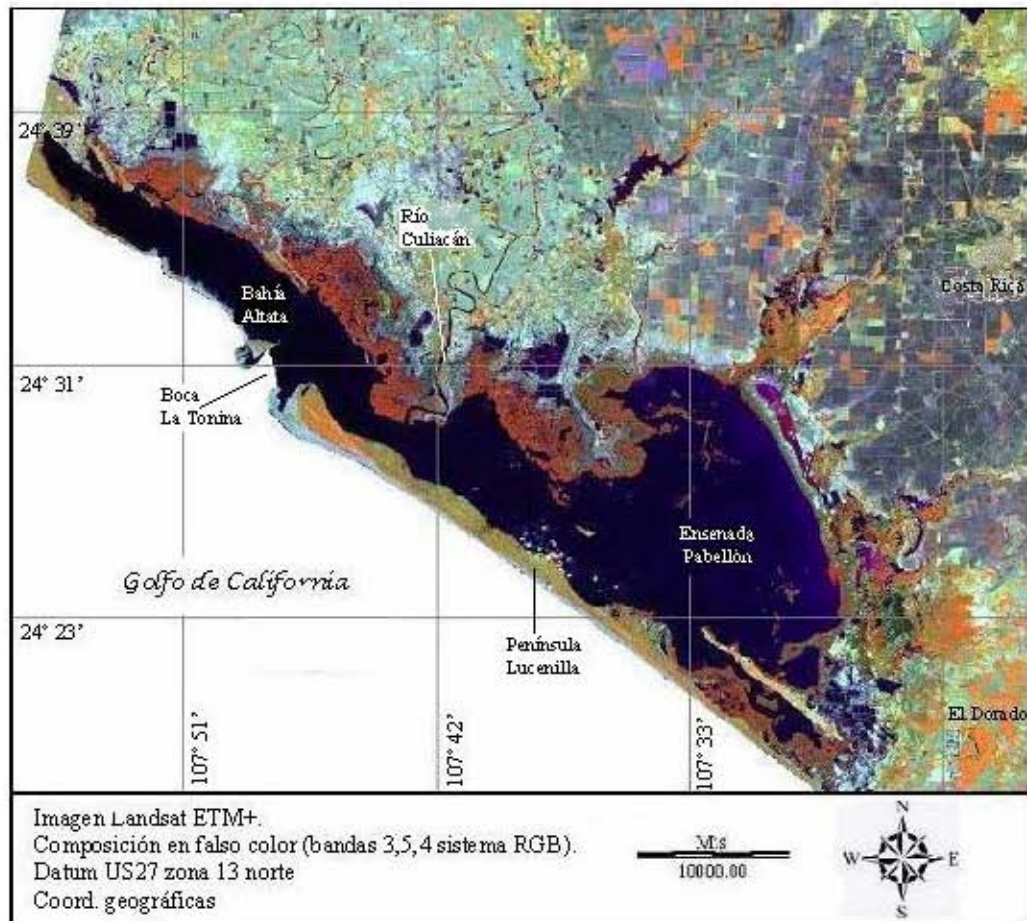 24° 39'
Río
Culiacán
Costa Rica
Bahía
Altata
24° 31'
Boca
La Tonina
Ensenada
Pabellón
Golfo de California
24° 23'
Península
Lucenilla
El Dorado
107° 51'
107° 42'
107° 33'
Imagen Landsat ETM+.
Composición en falso color (bandas 3,5,4 sistema RGB).
Datum US27 zona 13 norte
Coord. geográficas
Mts
10000.00
N
W E
S